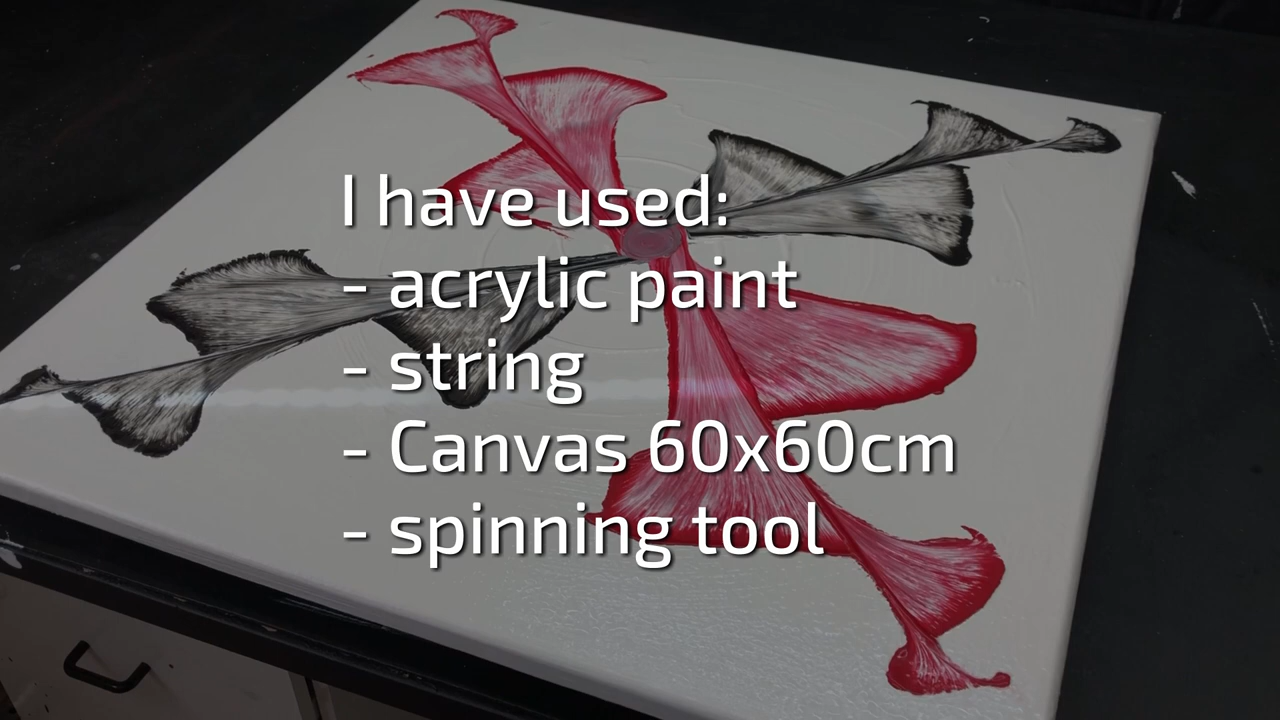 I have used:
- acrylic paint
- string
- Canvas 60x60cm
- spinning tool